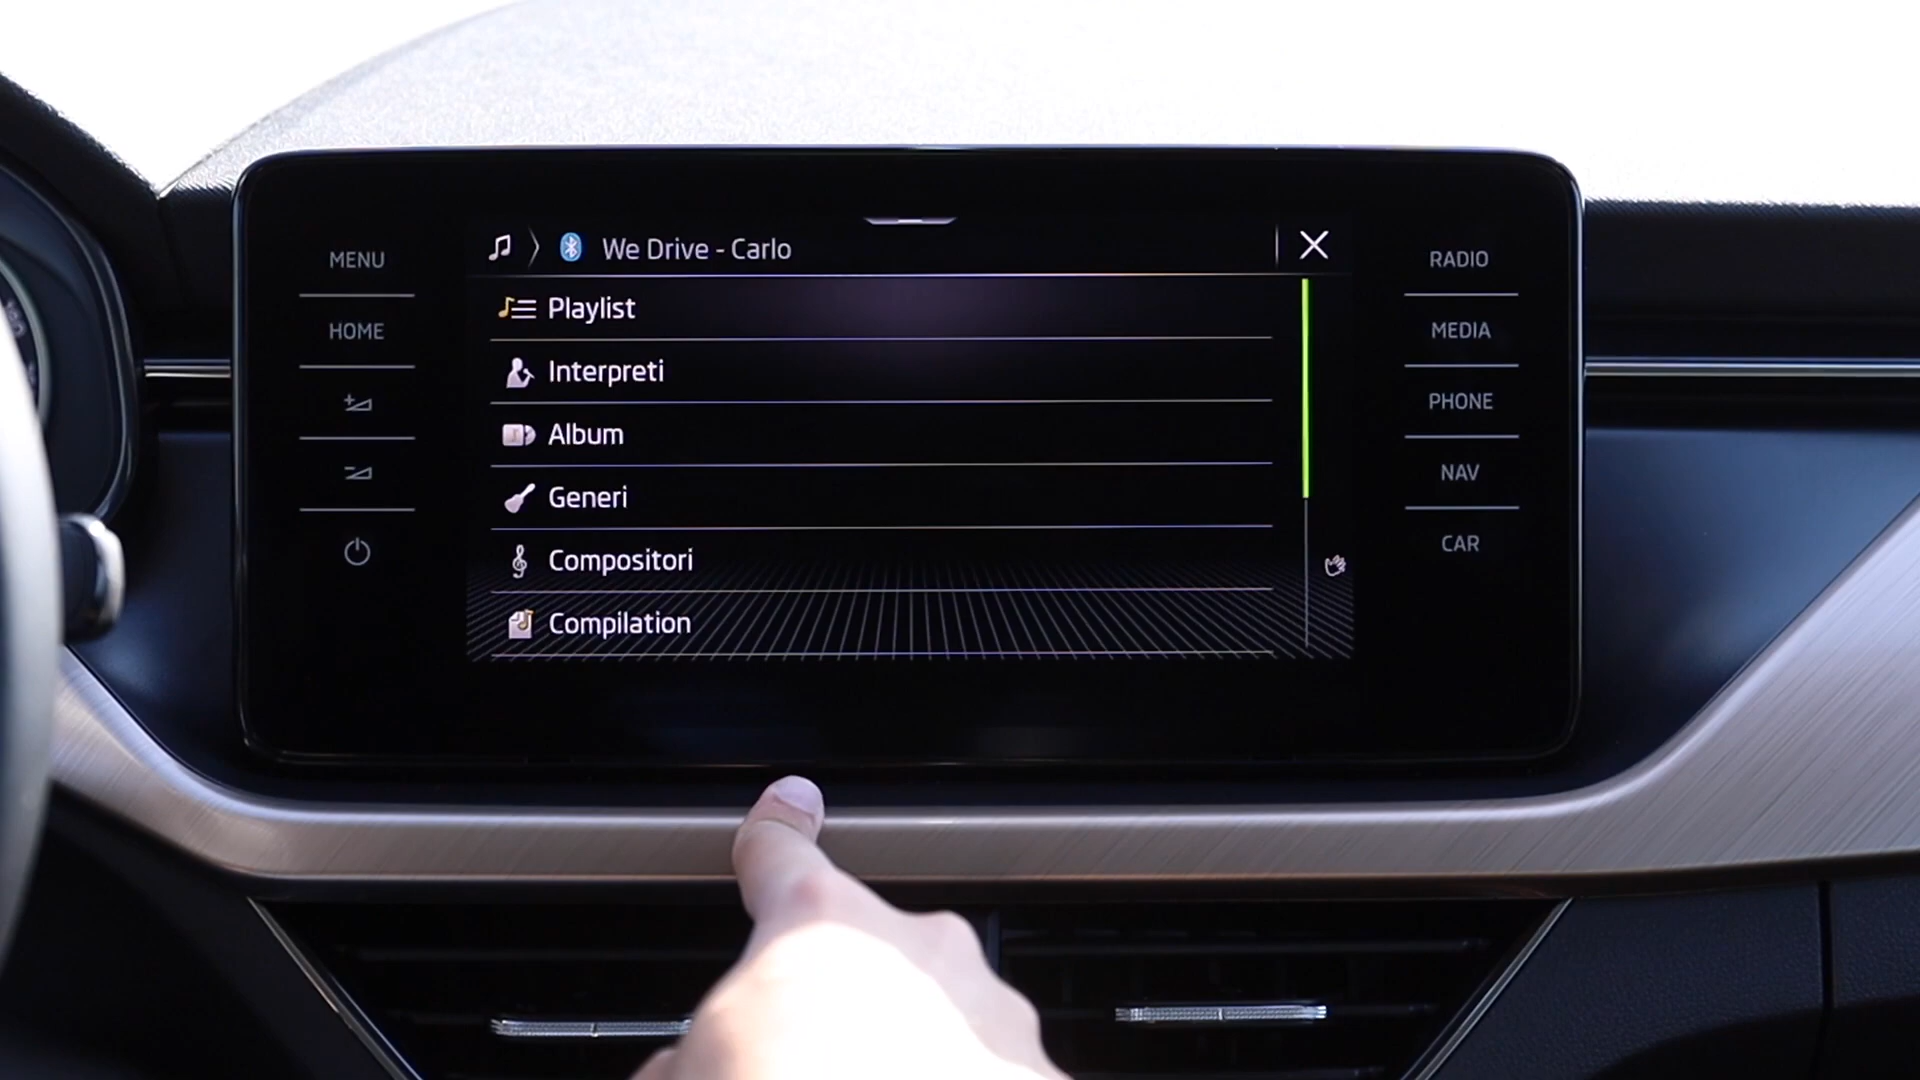 We Drive - Carlo
MENU
HOME
Playlist
Interpreti
Album
Generi
Compositori
Compilation
RADIO
MEDIA
PHONE
NAV
CAR